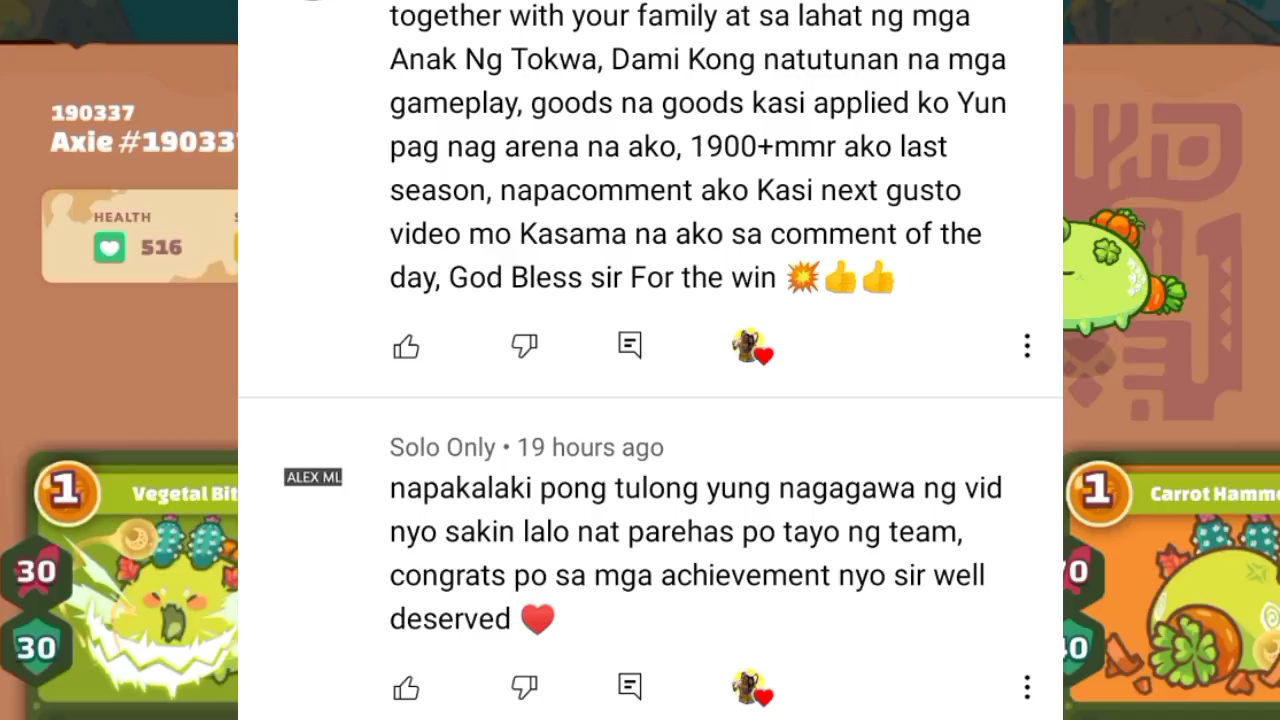 together with your family at sa lahat ng mga
Anak Ng Tokwa, Dami Kong natutunan na mga
gameplay, goods na goods kasi applied ko Yun
pag nag arena na ako, 1900+mmr ako last
season, napacomment ako Kasi next gusto
video mo Kasama na ako sa comment of the
day, God Bless sir For the win 💥👍👍
Solo Only • 19 hours ago
ALEX ML
napakalaki pong tulong yung nagagawa ng vid
nyo sakin lalo nat parehas po tayo ng team,
congrats po sa mga achievement nyo sir well
deserved ❤️
190337
Axie #190337
HEALTH
516
1
Vegetal Bit
30
30
1
Carrot Hamm